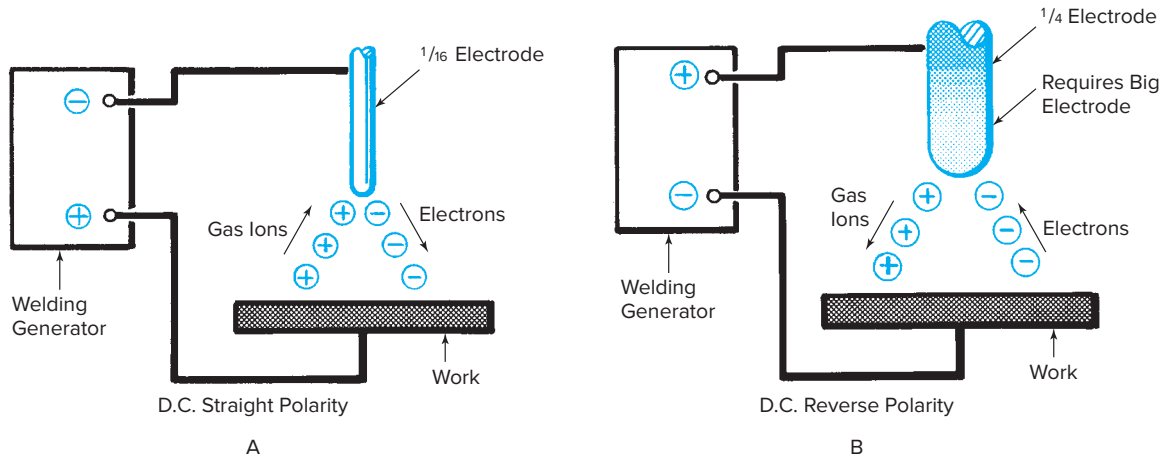 1/16 Electrode
−
+
Gas Ions
+ −
Electrons
+ −
+ −
Welding
Generator
Work
D.C. Straight Polarity
A
1/4 Electrode
+
Requires Big
Electrode
−
Gas
Ions
+ −
Electrons
+ −
+ −
Welding
Generator
Work
D.C. Reverse Polarity
B